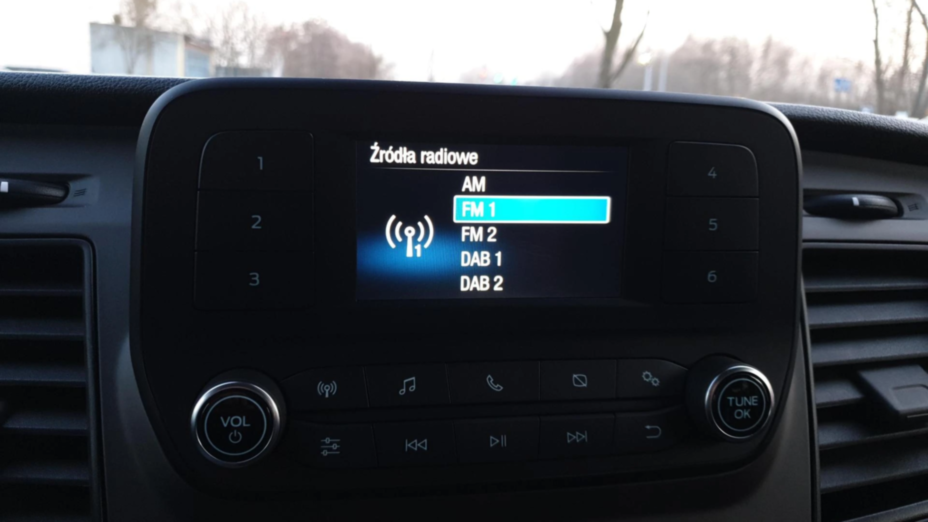 Źródła radiowe
AM
FM 1
FM 2
DAB 1
DAB 2
1
1
2
3
4
5
6
VOL
TUNE
OK